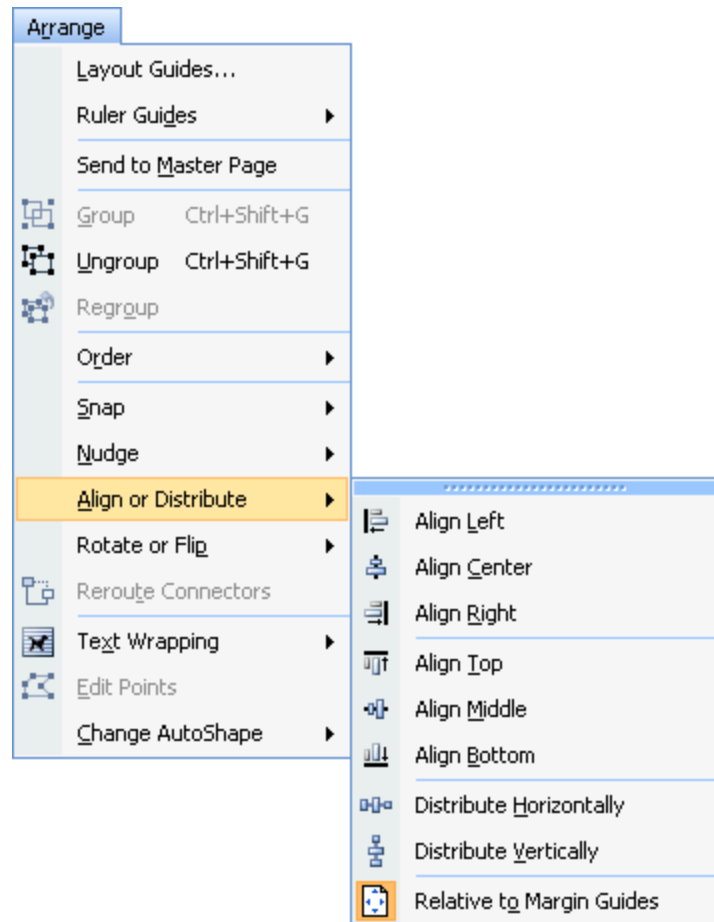 Arrange
Layout Guides...
Ruler Guides
Send to Master Page
Group Ctrl+Shift+G
Ungroup Ctrl+Shift+G
Regroup
Order
Snap
Nudge
Align or Distribute
Rotate or Flip
Reroute Connectors
Text Wrapping
Edit Points
Change AutoShape
Align Left
Align Center
Align Right
Align Top
Align Middle
Align Bottom
Distribute Horizontally
Distribute Vertically
Relative to Margin Guides